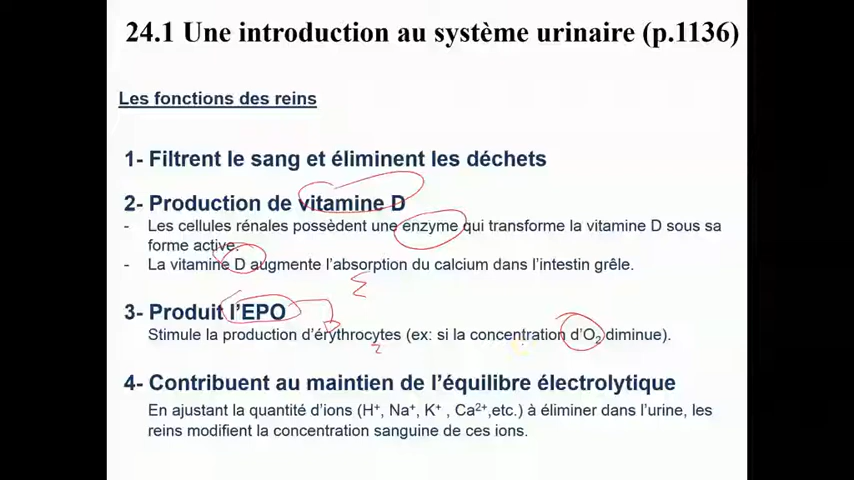 24.1 Une introduction au système urinaire (p.1136)
Les fonctions des reins
1- Filtrent le sang et éliminent les déchets
2- Production de vitamine D
- Les cellules rénales possèdent une enzyme qui transforme la vitamine D sous sa
forme active.
- La vitamine D augmente l'absorption du calcium dans l'intestin grêle.
3- Produit l'EPO
Stimule la production d'érythrocytes (ex: si la concentration d'O₂ diminue).
4- Contribuent au maintien de l'équilibre électrolytique
En ajustant la quantité d'ions (H⁺, Na⁺, K⁺ , Ca²⁺,etc.) à éliminer dans l'urine, les
reins modifient la concentration sanguine de ces ions.